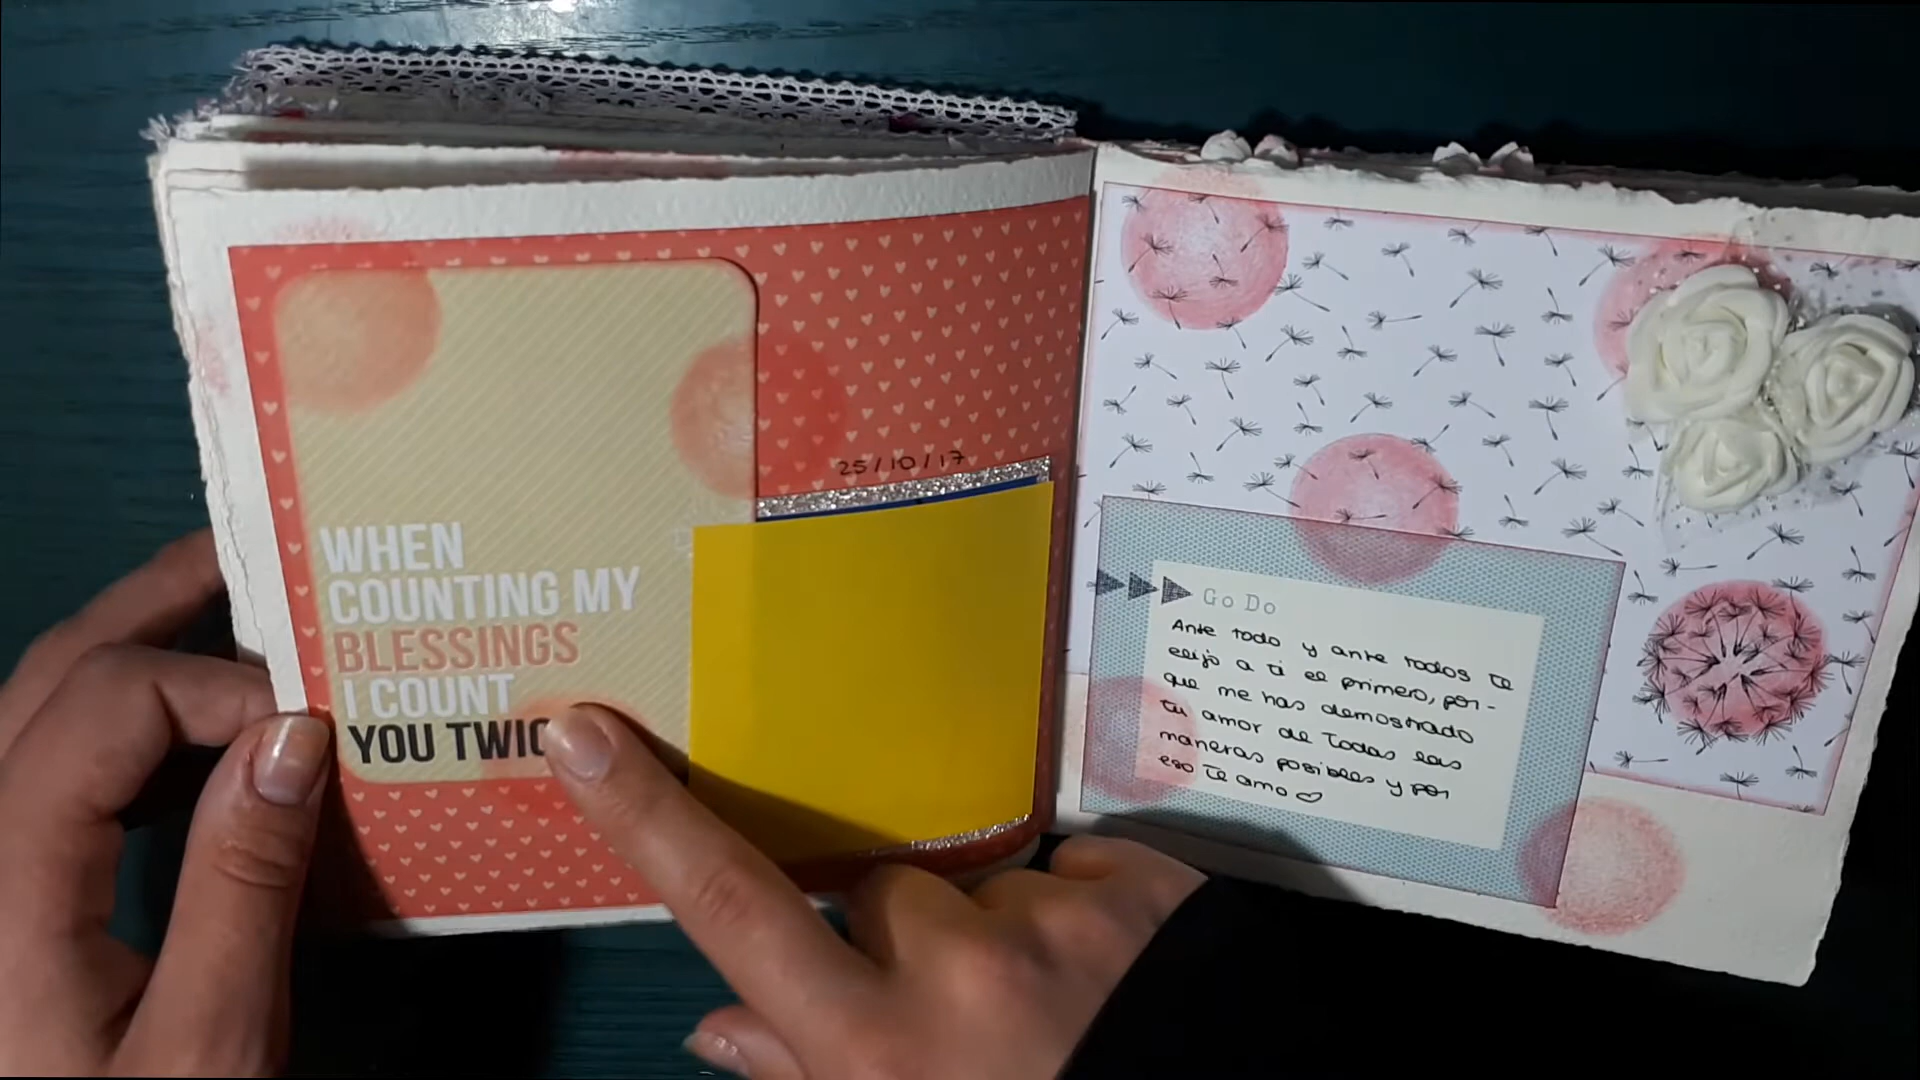 25/10/17
WHEN
COUNTING MY
BLESSINGS
I COUNT
YOU TWIC
Go Do
Ante todo y ante todos te
elijo a ti el primero, por-
que me has demostrado
tu amor de todas las
maneras posibles y por
eso te amo